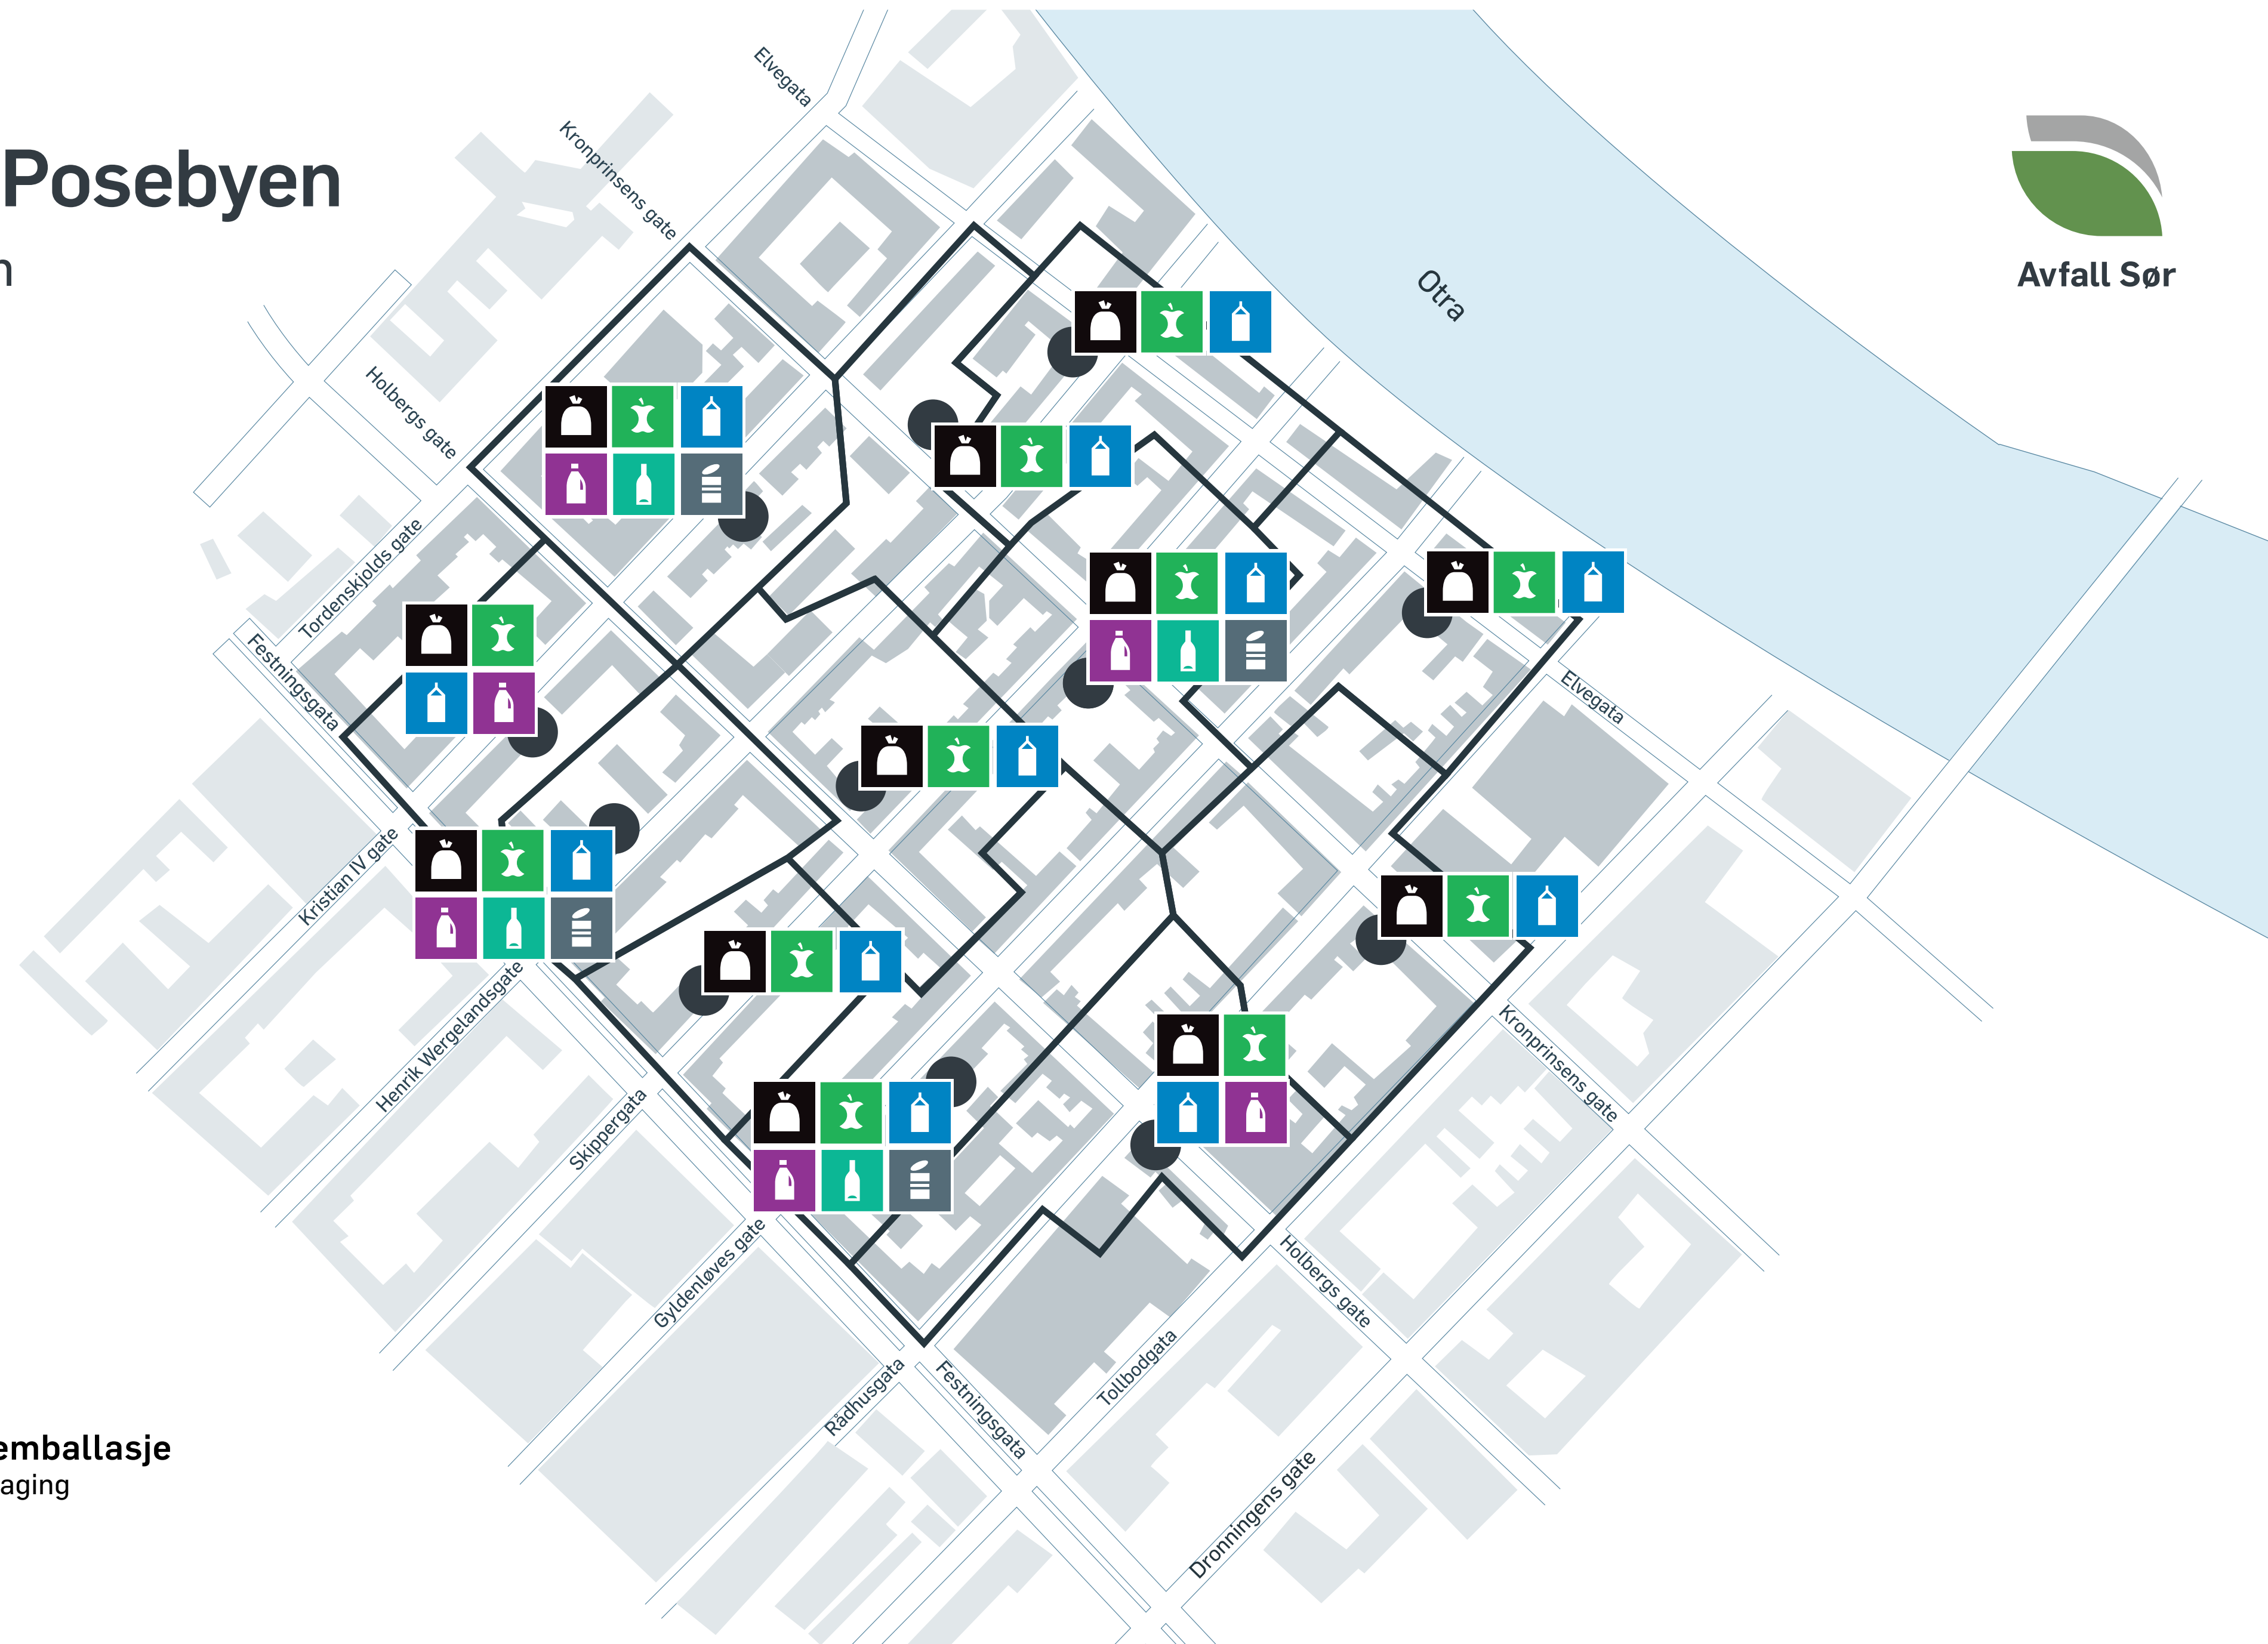 Posebyen
n
Avfall Sør
Elvegata
Kronprinsens gate
Otra
Holbergs gate
Tordenskjolds gate
Festningsgata
Elvegata
Kristian IV gate
Henrik Wergelandsgate
Kronprinsens gate
Skippergata
Gyldenløves gate
Holbergs gate
Tollbodgata
Rådhusgata
Festningsgata
Dronningens gate
emballasje
aging